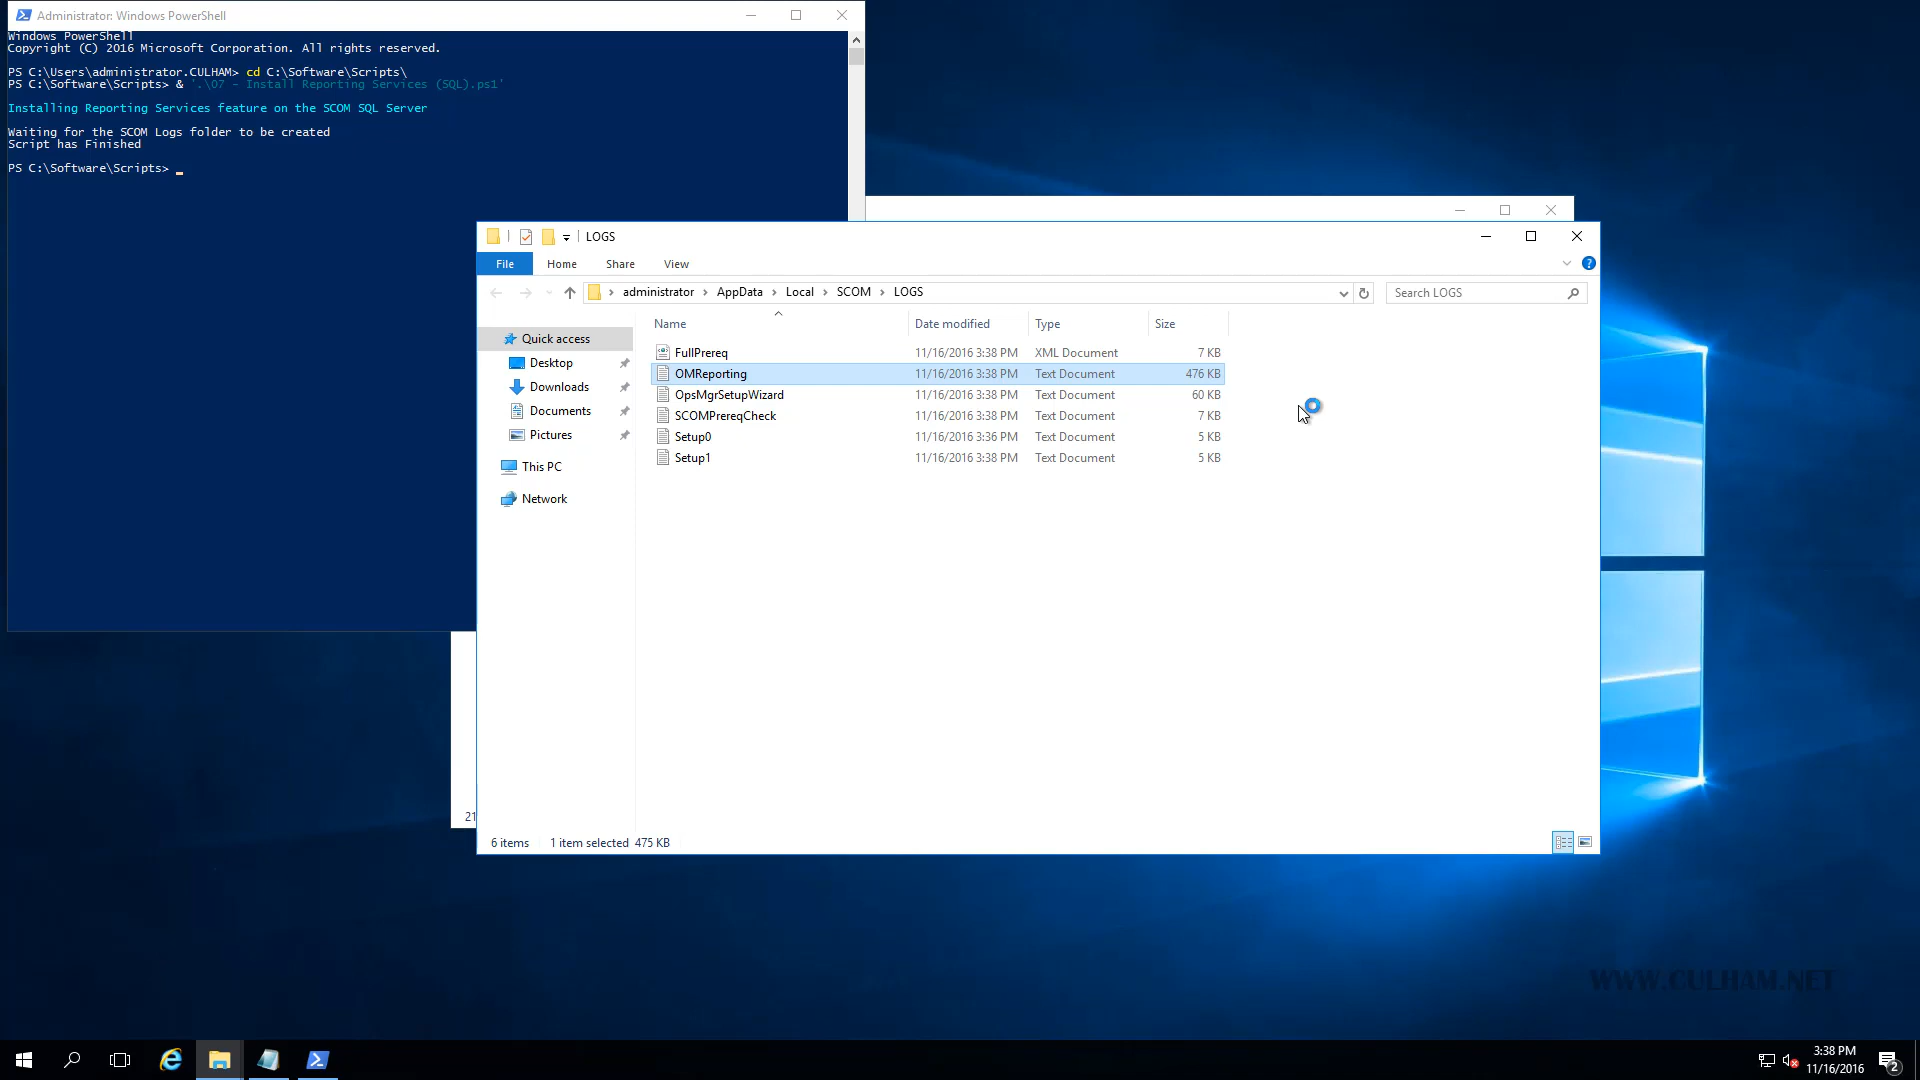 Administrator: Windows PowerShell
Windows PowerShell
Copyright (C) 2016 Microsoft Corporation. All rights reserved.
PS C:\Users\administrator.CULHAM> cd C:\Software\Scripts\
PS C:\Software\Scripts> & '.\07 - Install Reporting Services (SQL).ps1'
Installing Reporting Services feature on the SCOM SQL Server
Waiting for the SCOM Logs folder to be created
Script has Finished
PS C:\Software\Scripts>
LOGS
File Home Share View
administrator AppData Local SCOM LOGS
Search LOGS
Name Date modified Type Size
Quick access
Desktop
Downloads
Documents
Pictures
This PC
Network
FullPrereq 11/16/2016 3:38 PM XML Document 7 KB
OMReporting 11/16/2016 3:38 PM Text Document 476 KB
OpsMgrSetupWizard 11/16/2016 3:38 PM Text Document 60 KB
SCOMPrereqCheck 11/16/2016 3:38 PM Text Document 7 KB
Setup0 11/16/2016 3:36 PM Text Document 5 KB
Setup1 11/16/2016 3:38 PM Text Document 5 KB
21
6 items 1 item selected 475 KB
WWW.CULHAM.NET
3:38 PM
11/16/2016
2